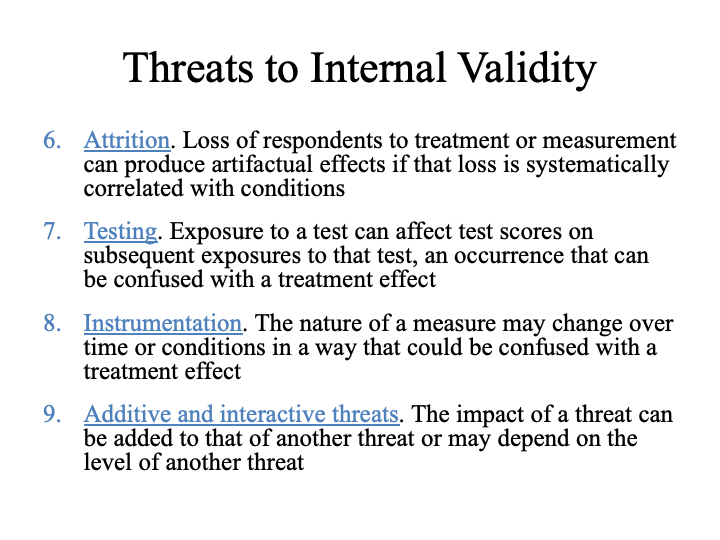 Threats to Internal Validity
6. Attrition. Loss of respondents to treatment or measurement
can produce artifactual effects if that loss is systematically
correlated with conditions
7. Testing. Exposure to a test can affect test scores on
subsequent exposures to that test, an occurrence that can
be confused with a treatment effect
8. Instrumentation. The nature of a measure may change over
time or conditions in a way that could be confused with a
treatment effect
9. Additive and interactive threats. The impact of a threat can
be added to that of another threat or may depend on the
level of another threat